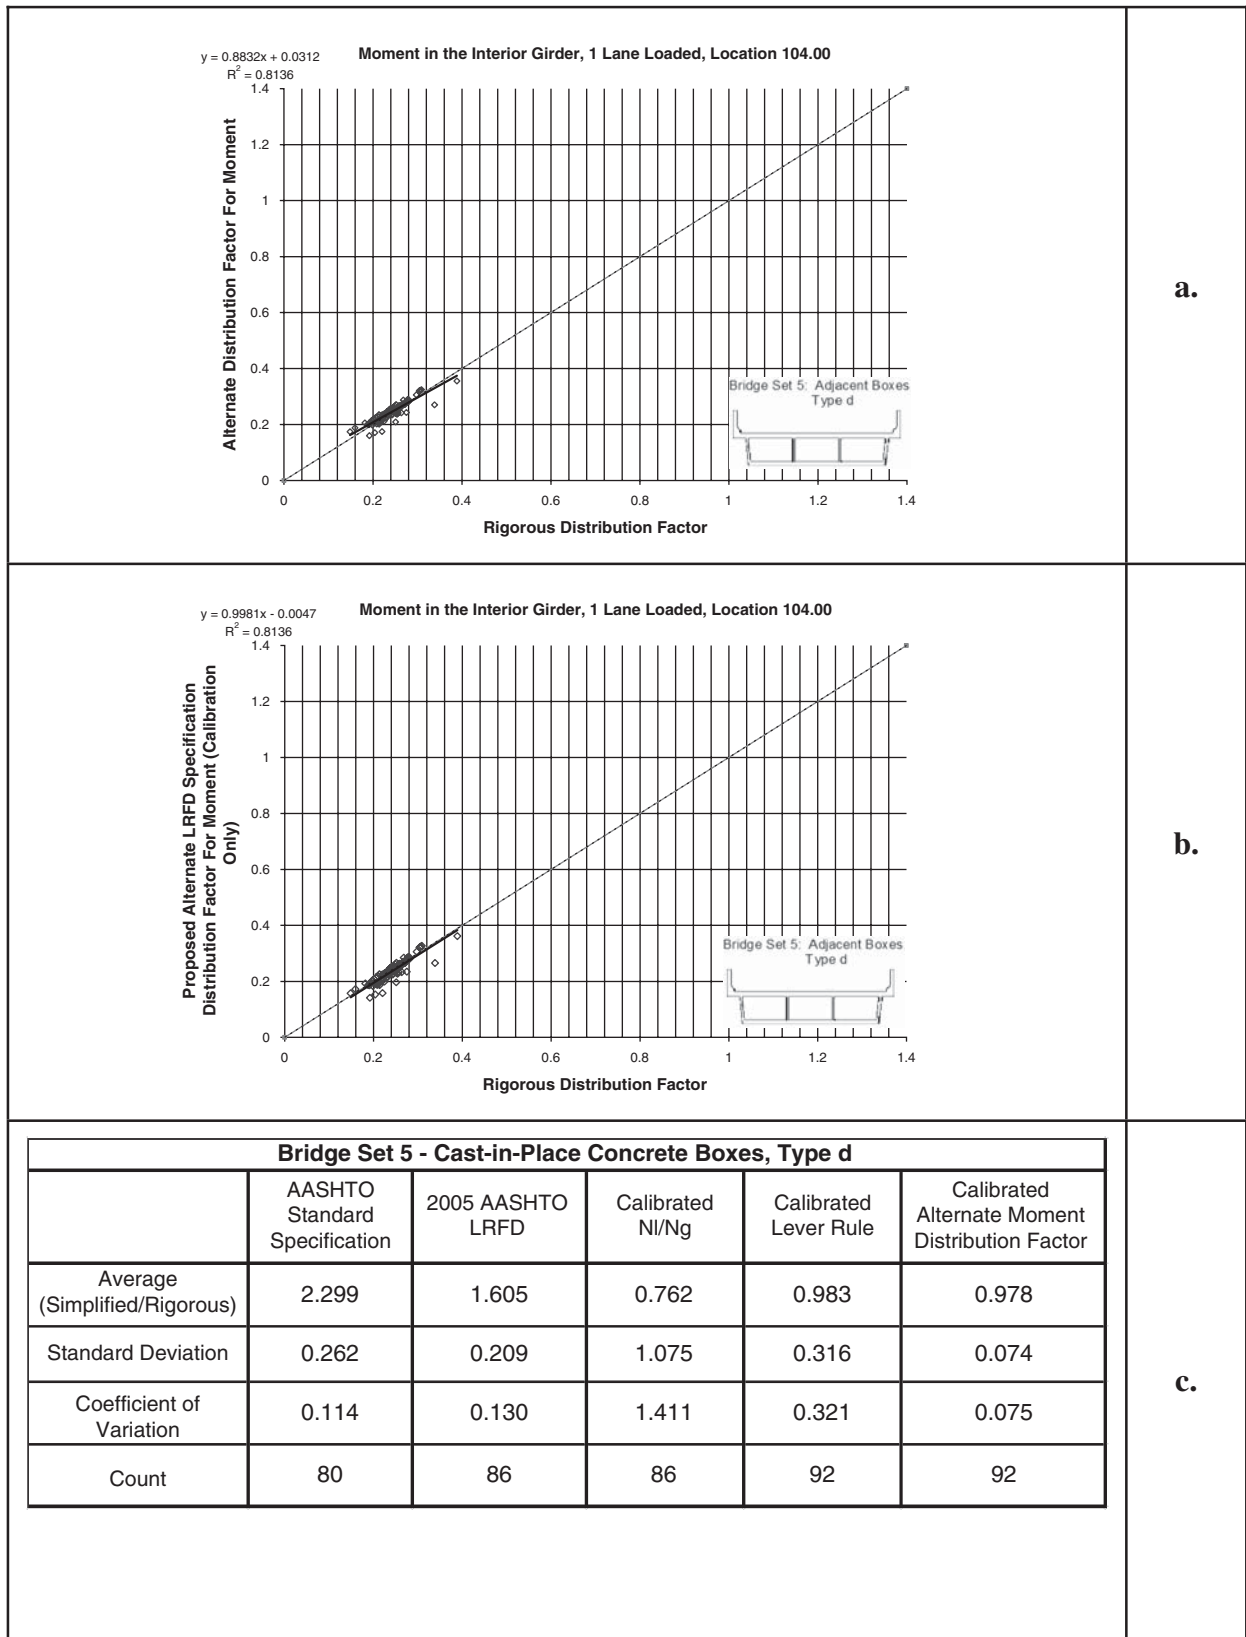 y = 0.8832x + 0.0312
R² = 0.8136
Moment in the Interior Girder, 1 Lane Loaded, Location 104.00
Alternate Distribution Factor For Moment
1.4
1.2
1
0.8
0.6
0.4
0.2
0
0 0.2 0.4 0.6 0.8 1 1.2 1.4
Rigorous Distribution Factor
Bridge Set 5: Adjacent Boxes
Type d
a.
y = 0.9981x - 0.0047
R² = 0.8136
Moment in the Interior Girder, 1 Lane Loaded, Location 104.00
Proposed Alternate LRFD Specification
Distribution Factor For Moment (Calibration
Only)
1.4
1.2
1
0.8
0.6
0.4
0.2
0
0 0.2 0.4 0.6 0.8 1 1.2 1.4
Rigorous Distribution Factor
Bridge Set 5: Adjacent Boxes
Type d
b.
Bridge Set 5 - Cast-in-Place Concrete Boxes, Type d
AASHTO
Standard
Specification
2005 AASHTO
LRFD
Calibrated
Nl/Ng
Calibrated
Lever Rule
Calibrated
Alternate Moment
Distribution Factor
Average
(Simplified/Rigorous)
2.299 1.605 0.762 0.983 0.978
Standard Deviation 0.262 0.209 1.075 0.316 0.074
Coefficient of
Variation
0.114 0.130 1.411 0.321 0.075
Count 80 86 86 92 92
c.